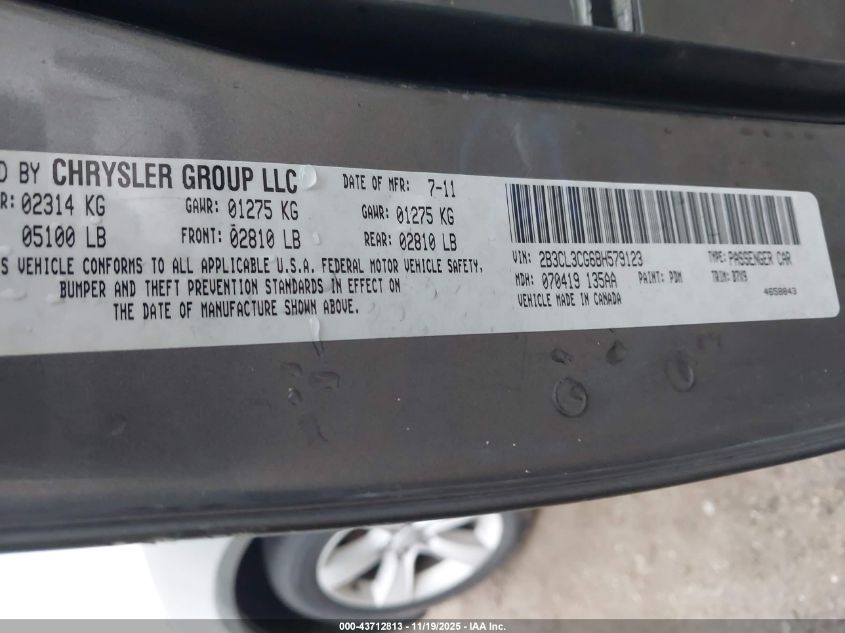 D BY CHRYSLER GROUP LLC DATE OF MFR: 7-11
R: 02314 KG GAWR: 01275 KG GAWR: 01275 KG
05100 LB FRONT: 02810 LB REAR: 02810 LB
S VEHICLE CONFORMS TO ALL APPLICABLE U.S.A. FEDERAL MOTOR VEHICLE SAFETY,
BUMPER AND THEFT PREVENTION STANDARDS IN EFFECT ON
THE DATE OF MANUFACTURE SHOWN ABOVE.
VIN: 2B3CL3CG6BH579123 TYPE: PASSENGER CAR
MDH: 070419 135AA PAINT: PDM TRIM: D7X9
VEHICLE MADE IN CANADA 4658843
000-43712813 - 11/19/2025 - IAA Inc.